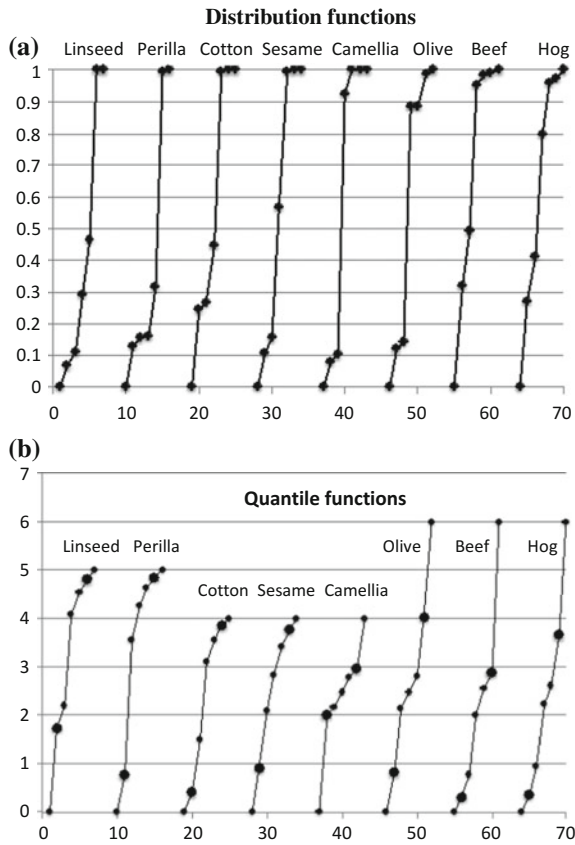 Distribution functions
(a)
Linseed Perilla Cotton Sesame Camellia Olive Beef Hog
1
0.9
0.8
0.7
0.6
0.5
0.4
0.3
0.2
0.1
0
0 10 20 30 40 50 60 70
(b)
7
Quantile functions
6
Linseed Perilla Olive Beef Hog
5
Cotton Sesame Camellia
4
3
2
1
0
0 10 20 30 40 50 60 70